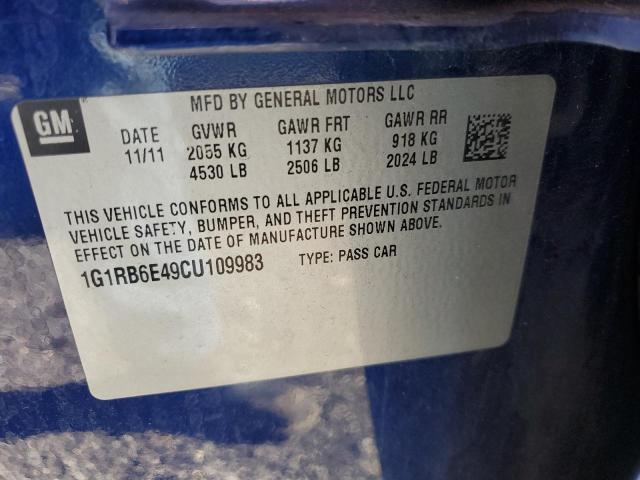 GM
MFD BY GENERAL MOTORS LLC
DATE GVWR GAWR FRT GAWR RR
11/11 2055 KG 1137 KG 918 KG
4530 LB 2506 LB 2024 LB
THIS VEHICLE CONFORMS TO ALL APPLICABLE U.S. FEDERAL MOTOR
VEHICLE SAFETY, BUMPER, AND THEFT PREVENTION STANDARDS IN
EFFECT ON THE DATE OF MANUFACTURE SHOWN ABOVE.
1G1RB6E49CU109983 TYPE: PASS CAR